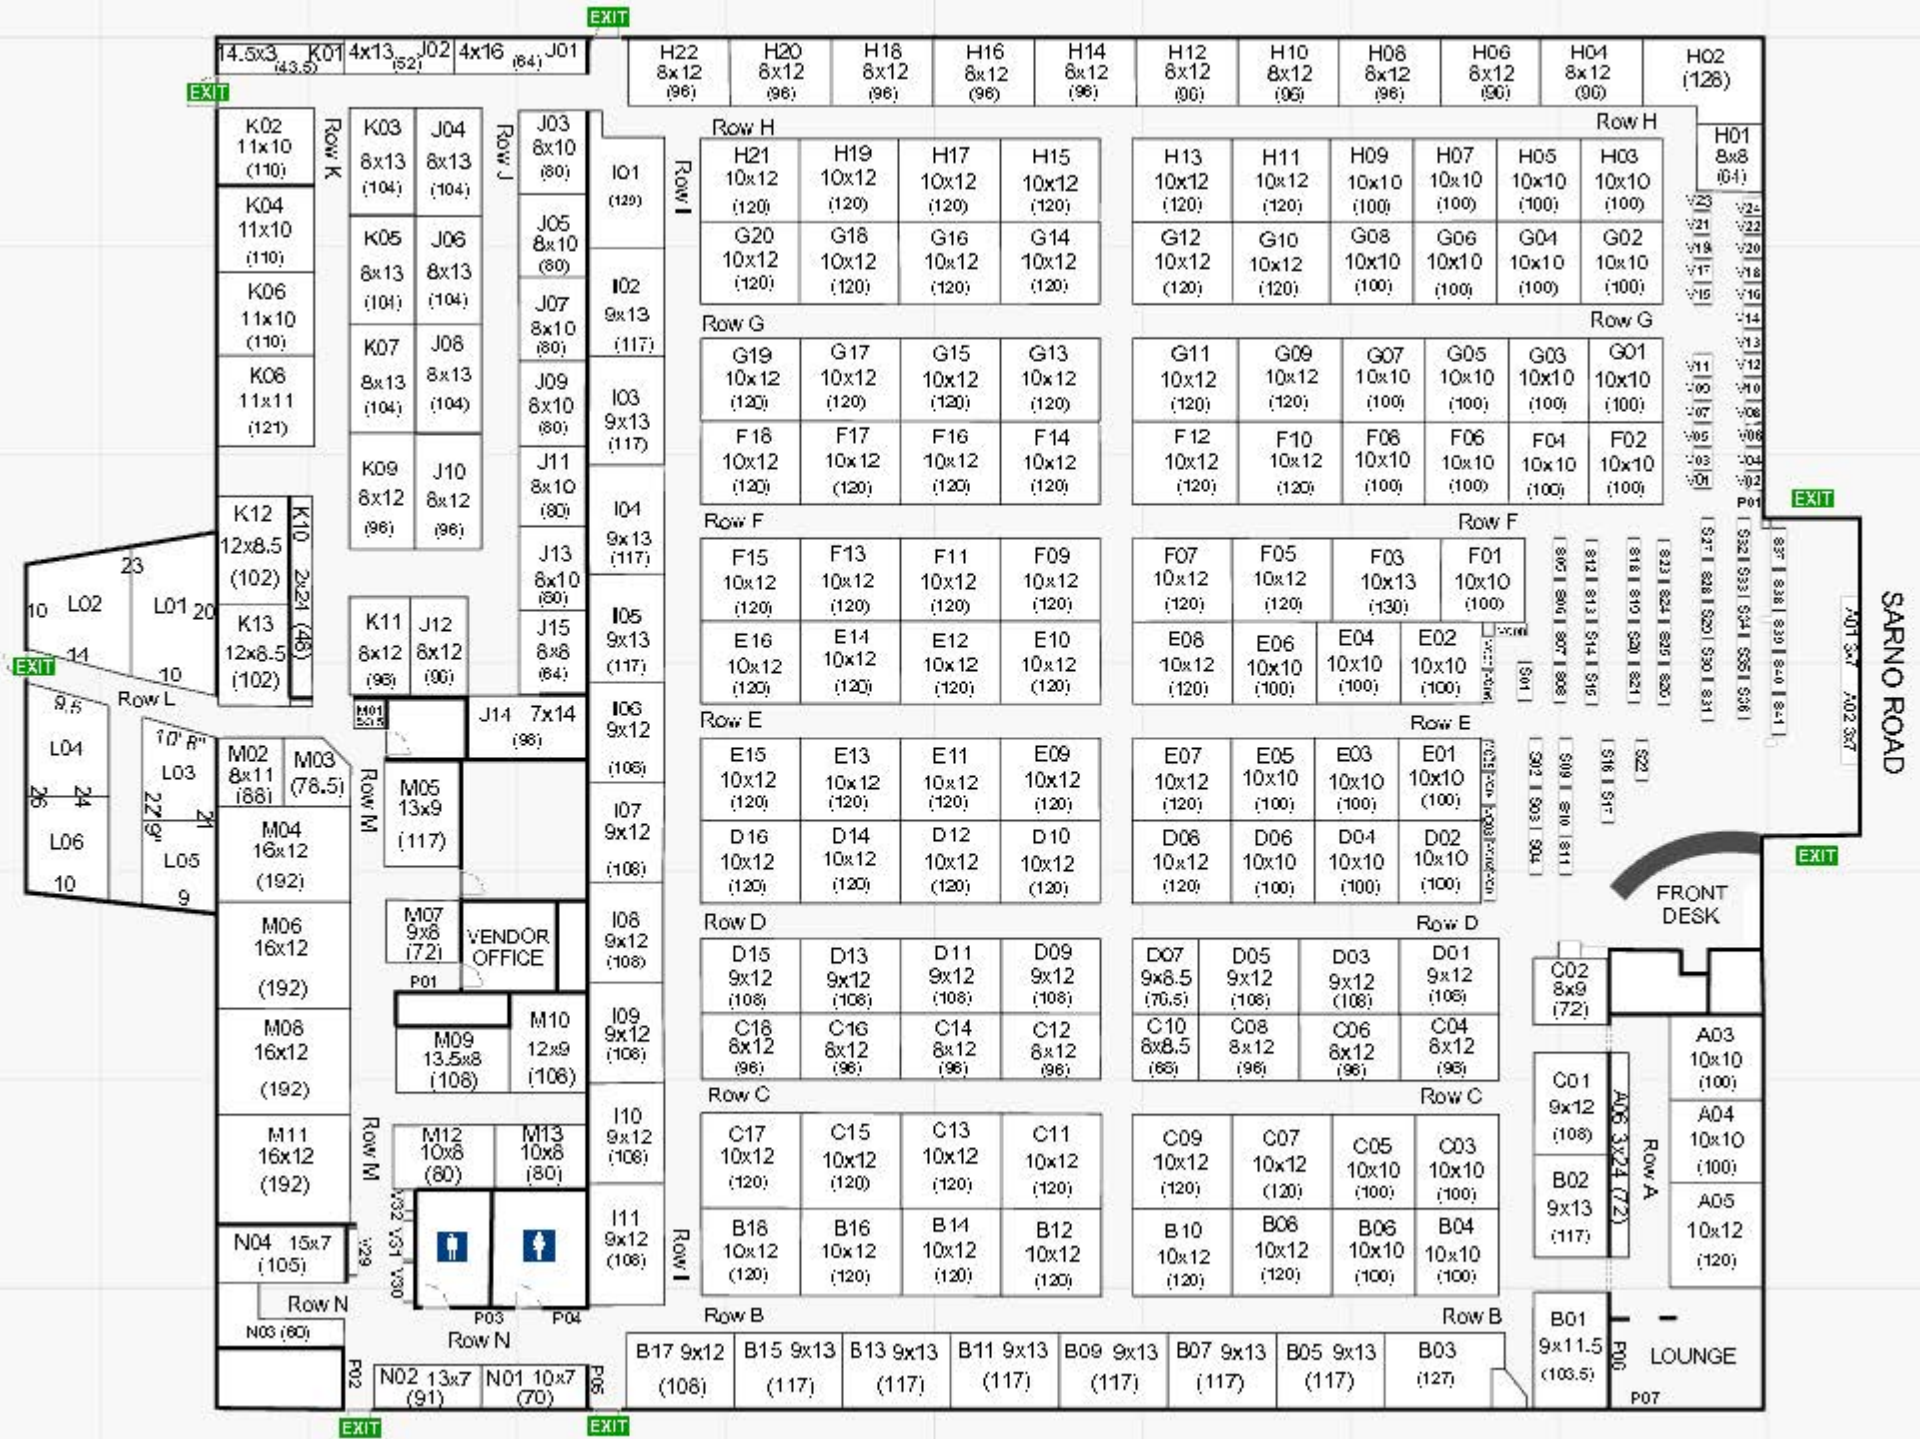 EXIT
14.5x3 K01
(43.5)
4x13 J02
(52)
4x16 J01
(64)
H22
8x12
(96)
H20
8x12
(96)
H18
8x12
(96)
H16
8x12
(96)
H14
8x12
(96)
H12
8x12
(96)
H10
8x12
(96)
H08
8x12
(96)
H06
8x12
(96)
H04
8x12
(96)
H02
(128)
EXIT
K02
11x10
(110)
Row K
K03
8x13
(104)
J04
8x13
(104)
Row J
J03
8x10
(80)
I01
(129)
Row I
Row H
Row H
H01
8x8
(64)
H21
10x12
(120)
H19
10x12
(120)
H17
10x12
(120)
H15
10x12
(120)
H13
10x12
(120)
H11
10x12
(120)
H09
10x10
(100)
H07
10x10
(100)
H05
10x10
(100)
H03
10x10
(100)
K04
11x10
(110)
K05
8x13
(104)
J06
8x13
(104)
J05
8x10
(80)
G20
10x12
(120)
G18
10x12
(120)
G16
10x12
(120)
G14
10x12
(120)
G12
10x12
(120)
G10
10x12
(120)
G08
10x10
(100)
G06
10x10
(100)
G04
10x10
(100)
G02
10x10
(100)
K06
11x10
(110)
K07
8x13
(104)
J08
8x13
(104)
J07
8x10
(80)
I02
9x13
(117)
Row G
Row G
K08
11x11
(121)
J09
8x10
(80)
I03
9x13
(117)
G19
10x12
(120)
G17
10x12
(120)
G15
10x12
(120)
G13
10x12
(120)
G11
10x12
(120)
G09
10x12
(120)
G07
10x10
(100)
G05
10x10
(100)
G03
10x10
(100)
G01
10x10
(100)
K09
8x12
(96)
J10
8x12
(96)
J11
8x10
(80)
F18
10x12
(120)
F17
10x12
(120)
F16
10x12
(120)
F14
10x12
(120)
F12
10x12
(120)
F10
10x12
(120)
F08
10x10
(100)
F06
10x10
(100)
F04
10x10
(100)
F02
10x10
(100)
P01
EXIT
K12
12x8.5
(102)
K10 2x24 (48)
J13
8x10
(80)
I04
9x13
(117)
Row F
Row F
23
10
L02
L01
20
14
10
F15
10x12
(120)
F13
10x12
(120)
F11
10x12
(120)
F09
10x12
(120)
F07
10x12
(120)
F05
10x12
(120)
F03
10x13
(130)
F01
10x10
(100)
K13
12x8.5
(102)
K11
8x12
(96)
J12
8x12
(96)
J15
8x8
(64)
I05
9x13
(117)
E16
10x12
(120)
E14
10x12
(120)
E12
10x12
(120)
E10
10x12
(120)
E08
10x12
(120)
E06
10x10
(100)
E04
10x10
(100)
E02
10x10
(100)
S01
A01 3x7
A02 3x7
SARNO ROAD
EXIT
Row L
M01
J14 7x14
(98)
I06
9x12
(108)
Row E
Row E
9.5
L04
10' 8"
L03
26
24
22' 9"
21
M02
8x11
(88)
M03
(78.5)
Row M
M05
13x9
(117)
E15
10x12
(120)
E13
10x12
(120)
E11
10x12
(120)
E09
10x12
(120)
E07
10x12
(120)
E05
10x10
(100)
E03
10x10
(100)
E01
10x10
(100)
L06
10
L05
9
M04
16x12
(192)
I07
9x12
(108)
D16
10x12
(120)
D14
10x12
(120)
D12
10x12
(120)
D10
10x12
(120)
D08
10x12
(120)
D06
10x10
(100)
D04
10x10
(100)
D02
10x10
(100)
EXIT
FRONT
DESK
M06
16x12
(192)
M07
9x8
(72)
P01
VENDOR
OFFICE
I08
9x12
(108)
Row D
Row D
D15
9x12
(108)
D13
9x12
(108)
D11
9x12
(108)
D09
9x12
(108)
D07
9x8.5
(76.5)
D05
9x12
(108)
D03
9x12
(108)
D01
9x12
(108)
C02
8x9
(72)
M08
16x12
(192)
M09
13.5x8
(108)
M10
12x9
(108)
I09
9x12
(108)
C18
8x12
(96)
C16
8x12
(96)
C14
8x12
(96)
C12
8x12
(96)
C10
8x8.5
(68)
C08
8x12
(96)
C06
8x12
(96)
C04
8x12
(96)
A03
10x10
(100)
Row C
Row C
C01
9x12
(108)
A06 3x24 (72)
Row A
A04
10x10
(100)
M11
16x12
(192)
Row M
M12
10x8
(80)
M13
10x8
(80)
I10
9x12
(108)
C17
10x12
(120)
C15
10x12
(120)
C13
10x12
(120)
C11
10x12
(120)
C09
10x12
(120)
C07
10x12
(120)
C05
10x10
(100)
C03
10x10
(100)
B02
9x13
(117)
A05
10x12
(120)
N04 15x7
(105)
V29
V32
V31
V30
I11
9x12
(108)
Row I
B18
10x12
(120)
B16
10x12
(120)
B14
10x12
(120)
B12
10x12
(120)
B10
10x12
(120)
B08
10x12
(120)
B06
10x10
(100)
B04
10x10
(100)
Row N
N03 (60)
P03
P04
Row N
Row B
Row B
P02
N02 13x7
(91)
N01 10x7
(70)
P05
B17 9x12
(108)
B15 9x13
(117)
B13 9x13
(117)
B11 9x13
(117)
B09 9x13
(117)
B07 9x13
(117)
B05 9x13
(117)
B03
(127)
B01
9x11.5
(103.5)
P06
LOUNGE
P07
EXIT
EXIT